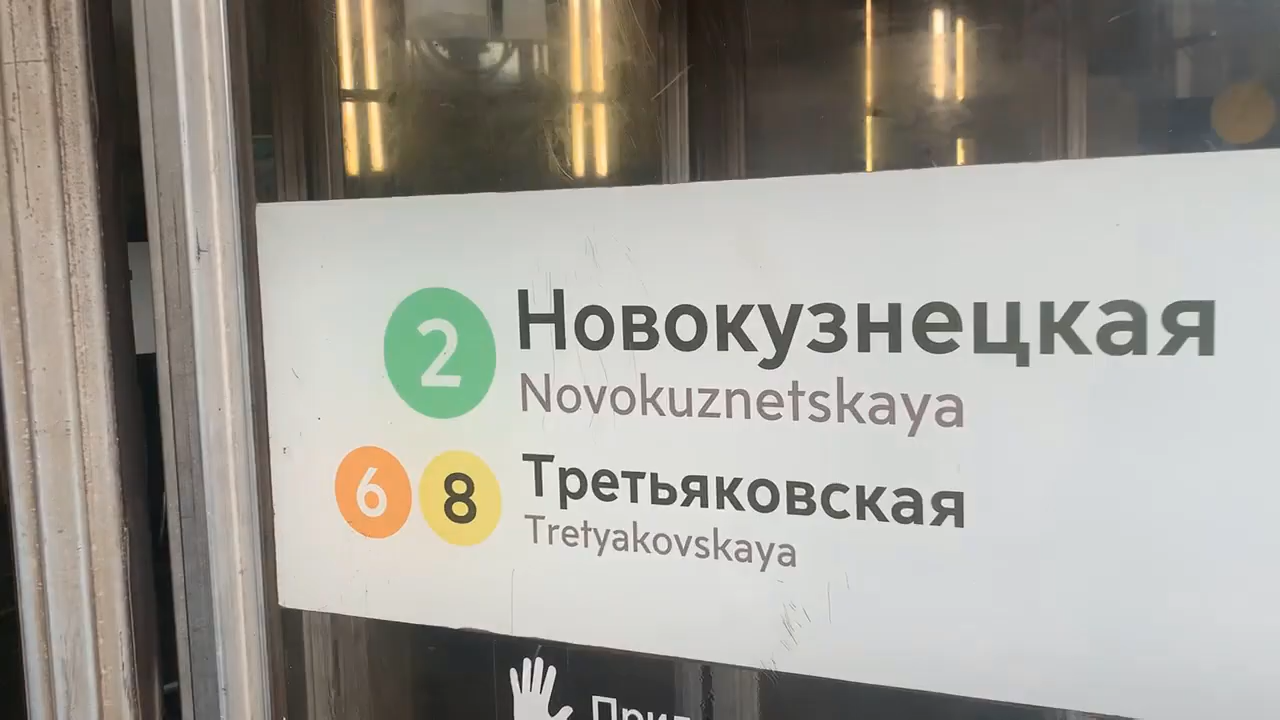 2 Новокузнецкая
Novokuznetskaya
6 8 Третьяковская
Tretyakovskaya